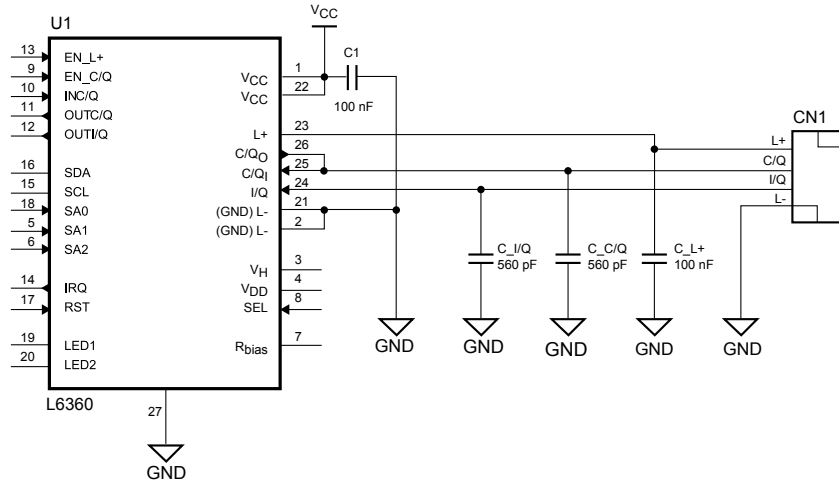 VCC
U1
C1
100 nF
13 EN_L+
9 EN_C/Q
10 INC/Q
11 OUTC/Q
12 OUTI/Q
16 SDA
15 SCL
18 SA0
5 SA1
6 SA2
14 IRQ
17 RST
19 LED1
20 LED2
VCC 1
VCC 22
L+ 23
C/QO 26
C/QI 25
I/Q 24
(GND) L- 21
(GND) L- 2
VH 3
VDD 4
SEL 8
Rbias 7
CN1
L+
C/Q
I/Q
L-
C_I/Q
560 pF
C_C/Q
560 pF
C_L+
100 nF
GND
GND
GND
GND
GND
L6360
27
GND